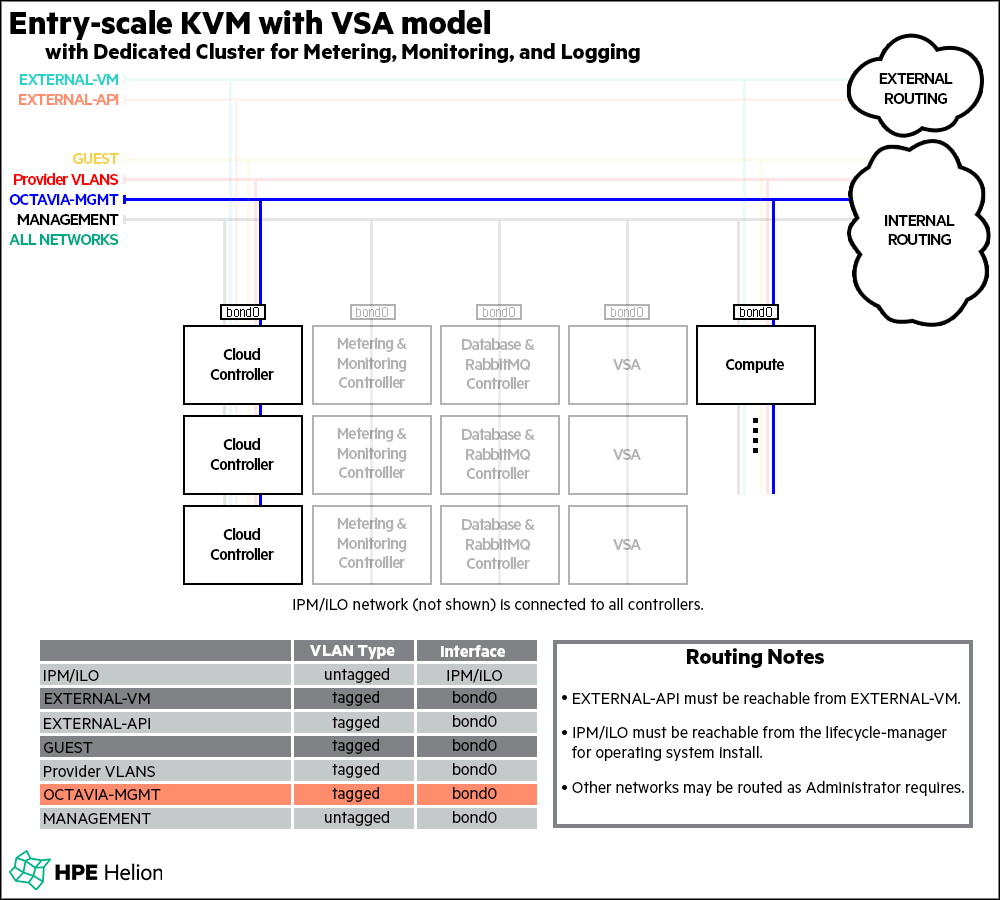 Entry-scale KVM with VSA model
with Dedicated Cluster for Metering, Monitoring, and Logging
EXTERNAL-VM
EXTERNAL-API
EXTERNAL
ROUTING
GUEST
Provider VLANS
OCTAVIA-MGMT
MANAGEMENT
ALL NETWORKS
INTERNAL
ROUTING
bond0 bond0 bond0 bond0 bond0
Cloud
Controller
Metering &
Monitoring
Controiller
Database &
RabbitMQ
Controller
VSA
Compute
Cloud
Controller
Metering &
Monitoring
Controiller
Database &
RabbitMQ
Controller
VSA
Cloud
Controller
Metering &
Monitoring
Controiller
Database &
RabbitMQ
Controller
VSA
IPM/ILO network (not shown) is connected to all controllers.
VLAN Type Interface
IPM/ILO untagged IPM/ILO
EXTERNAL-VM tagged bond0
EXTERNAL-API tagged bond0
GUEST tagged bond0
Provider VLANS tagged bond0
OCTAVIA-MGMT tagged bond0
MANAGEMENT untagged bond0
Routing Notes
• EXTERNAL-API must be reachable from EXTERNAL-VM.
• IPM/ILO must be reachable from the lifecycle-manager
for operating system install.
• Other networks may be routed as Administrator requires.
HPE Helion